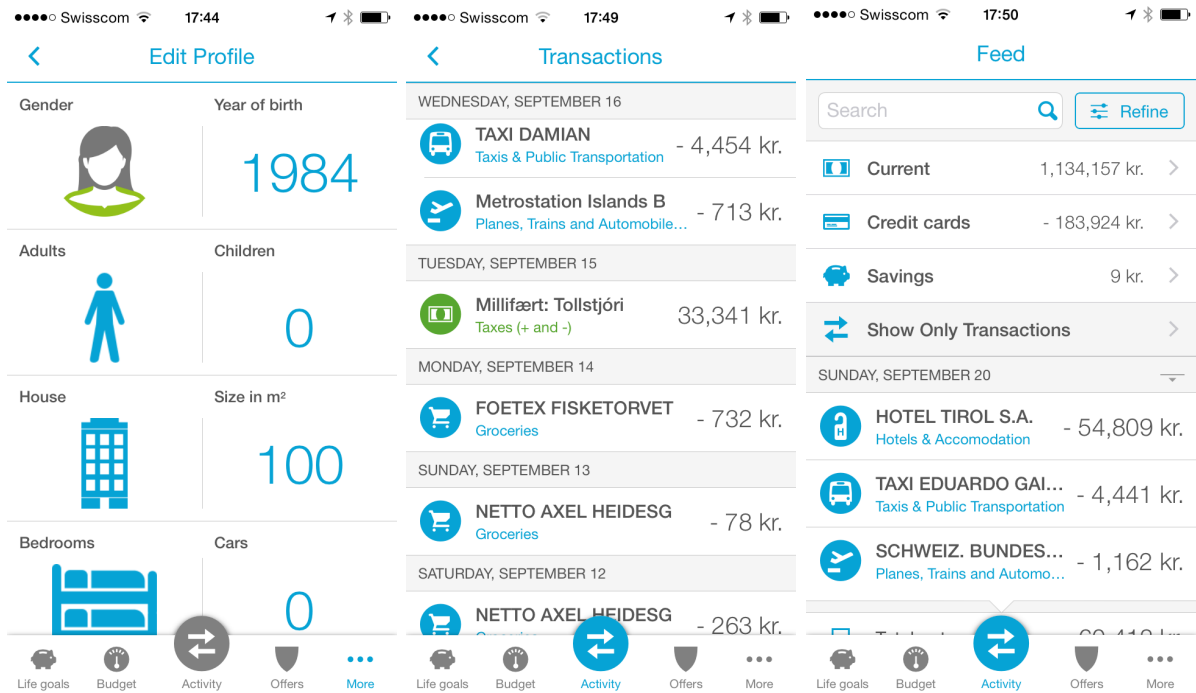 Swisscom 17:44
Edit Profile
Gender Year of birth
1984
Adults Children
0
House Size in m²
100
Bedrooms Cars
0
Life goals Budget Activity Offers More
Swisscom 17:49
Transactions
WEDNESDAY, SEPTEMBER 16
TAXI DAMIAN
Taxis & Public Transportation
- 4,454 kr.
Metrostation Islands B
Planes, Trains and Automobile...
- 713 kr.
TUESDAY, SEPTEMBER 15
Millifært: Tollstjóri
Taxes (+ and -)
33,341 kr.
MONDAY, SEPTEMBER 14
FOETEX FISKETORVET
Groceries
- 732 kr.
SUNDAY, SEPTEMBER 13
NETTO AXEL HEIDESG
Groceries
- 78 kr.
SATURDAY, SEPTEMBER 12
NETTO AXEL HEIDESG
- 263 kr.
Life goals Budget Activity Offers More
Swisscom 17:50
Feed
Search Refine
Current 1,134,157 kr.
Credit cards - 183,924 kr.
Savings 9 kr.
Show Only Transactions
SUNDAY, SEPTEMBER 20
HOTEL TIROL S.A.
Hotels & Accomodation
- 54,809 kr.
H
TAXI EDUARDO GAI...
Taxis & Public Transportation
- 4,441 kr.
SCHWEIZ. BUNDES...
Planes, Trains and Automo...
- 1,162 kr.
Life goals Budget Activity Offers More